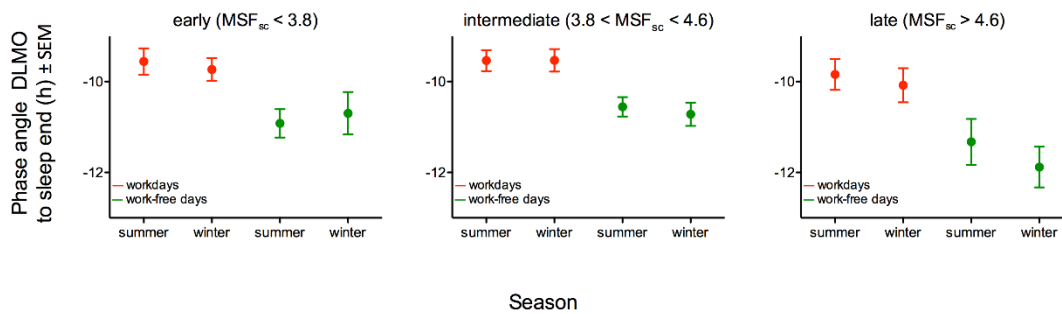 Phase angle DLMO
to sleep end (h) ± SEM
early (MSFsc < 3.8)
-10
-12
workdays
work-free days
summer winter summer winter
intermediate (3.8 < MSFsc < 4.6)
-10
-12
workdays
work-free days
summer winter summer winter
late (MSFsc > 4.6)
-10
-12
workdays
work-free days
summer winter summer winter
Season